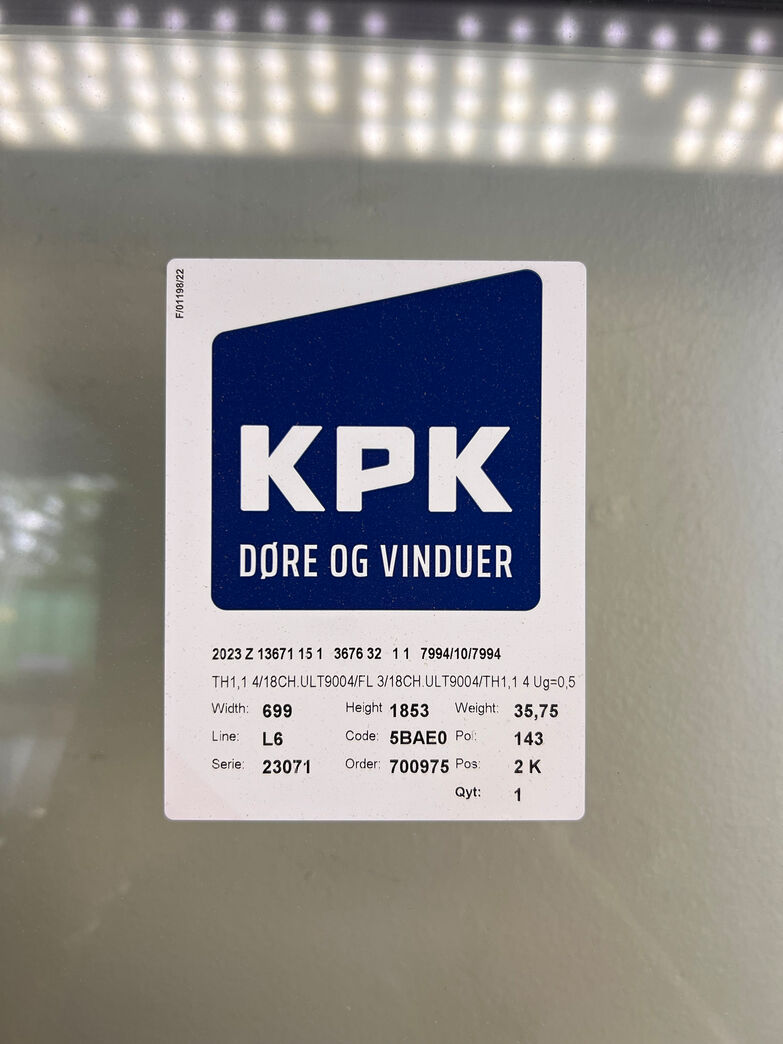 F/01198/22
KPK
DØRE OG VINDUER
2023 Z 13671 15 1 3676 32 1 1 7994/10/7994
TH1,1 4/18CH.ULT9004/FL 3/18CH.ULT9004/TH1,1 4 Ug=0,5
Width: 699 Height 1853 Weight: 35,75
Line: L6 Code: 5BAE0 Pol: 143
Serie: 23071 Order: 700975 Pos: 2 K
Qyt: 1